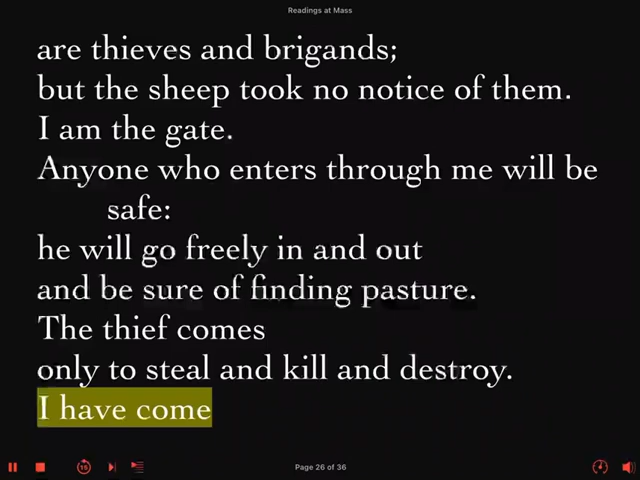 Readings at Mass
are thieves and brigands;
but the sheep took no notice of them.
I am the gate.
Anyone who enters through me will be
safe:
he will go freely in and out
and be sure of finding pasture.
The thief comes
only to steal and kill and destroy.
I have come
15
Page 26 of 36